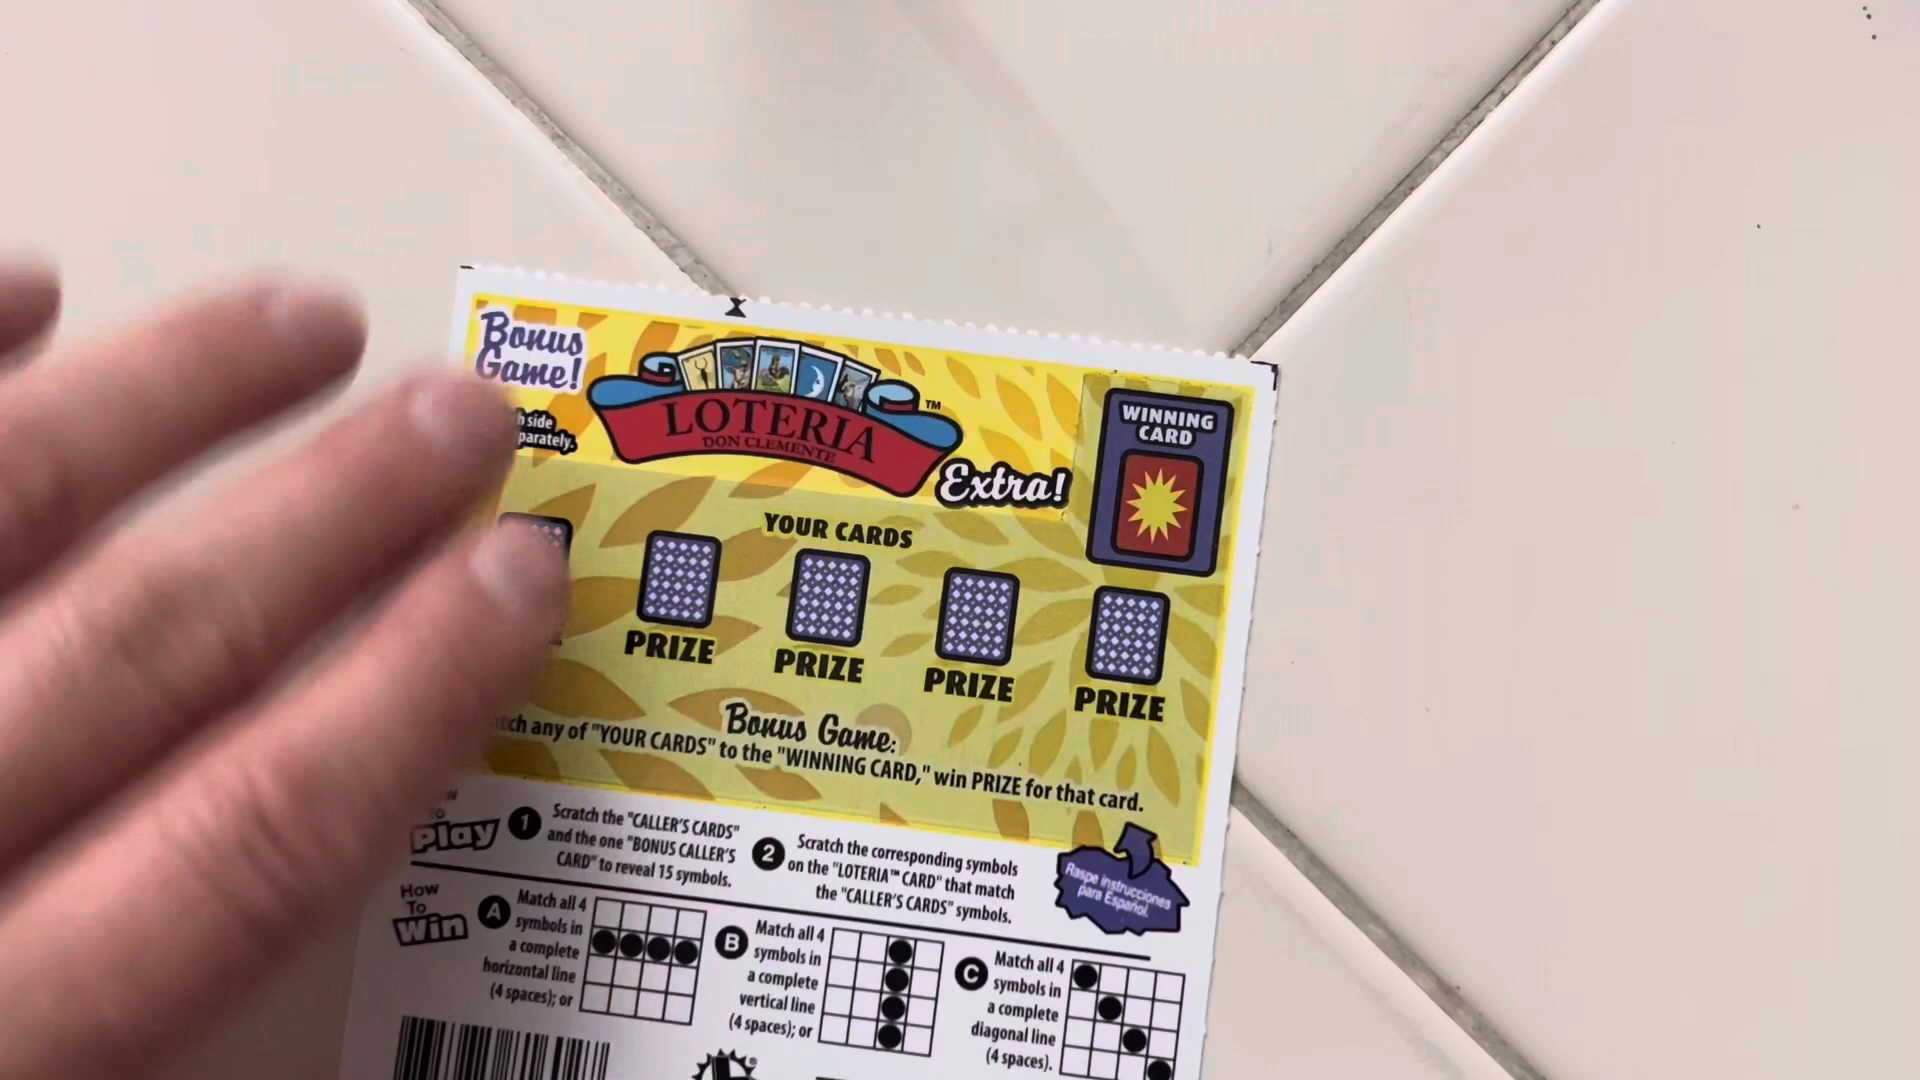 Bonus
Game!
LOTERIA™
DON CLEMENTE
Extra!
WINNING
CARD
side
YOUR CARDS
PRIZE PRIZE PRIZE PRIZE
Bonus Game:
any of "YOUR CARDS" to the "WINNING CARD," win PRIZE for that card.
Play
1 Scratch the "CALLER'S CARDS"
and the one "BONUS CALLER'S
CARD" to reveal 15 symbols.
2 Scratch the corresponding symbols
on the "LOTERIA™ CARD" that match
the "CALLER'S CARDS" symbols.
Raspe instrucciones
para Español.
How
To
Win
A Match all 4
symbols in
a complete
horizontal line
(4 spaces); or
B Match all 4
symbols in
a complete
vertical line
(4 spaces); or
C Match all 4
symbols in
a complete
diagonal line
(4 spaces).